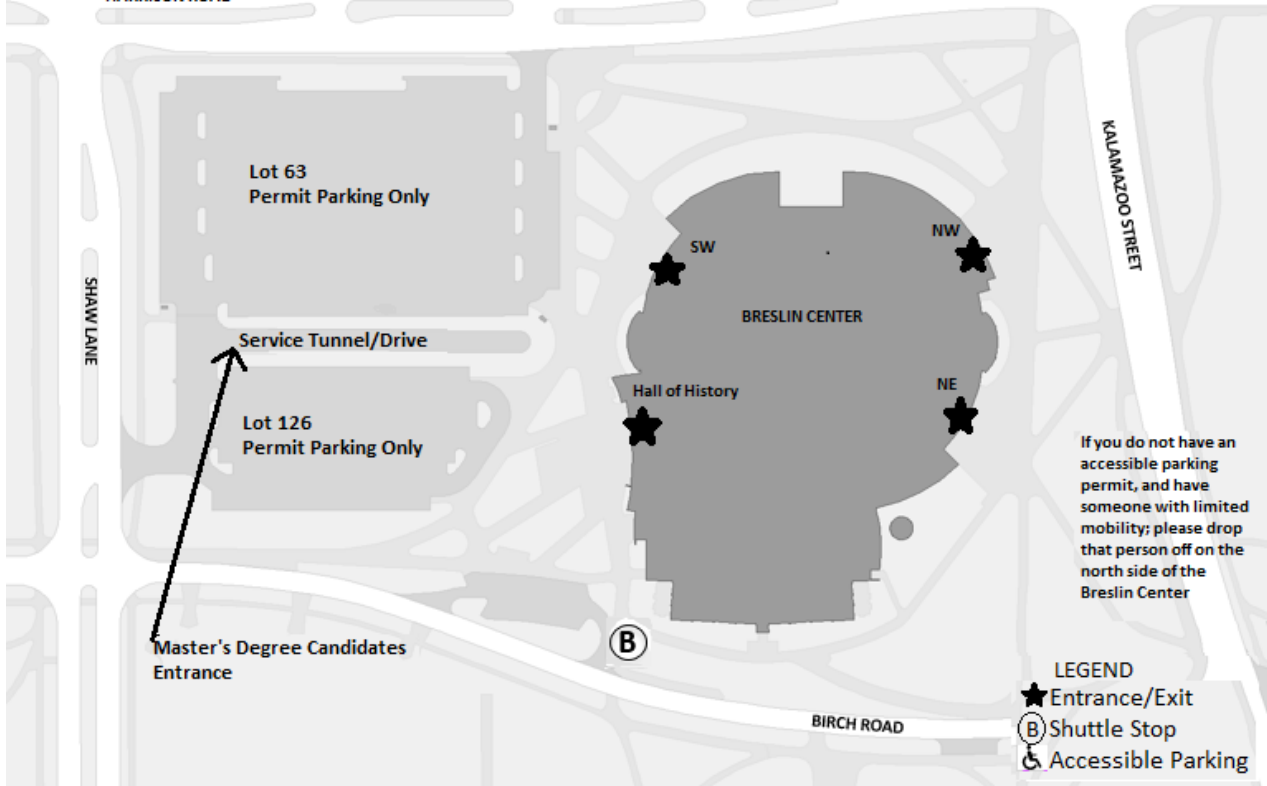 Lot 63
Permit Parking Only
KALAMAZOO STREET
SW
NW
SHAW LANE
BRESLIN CENTER
Service Tunnel/Drive
Hall of History
NE
Lot 126
Permit Parking Only
If you do not have an
accessible parking
permit, and have
someone with limited
mobility; please drop
that person off on the
north side of the
Breslin Center
B
Master's Degree Candidates
Entrance
BIRCH ROAD
LEGEND
Entrance/Exit
B Shuttle Stop
Accessible Parking